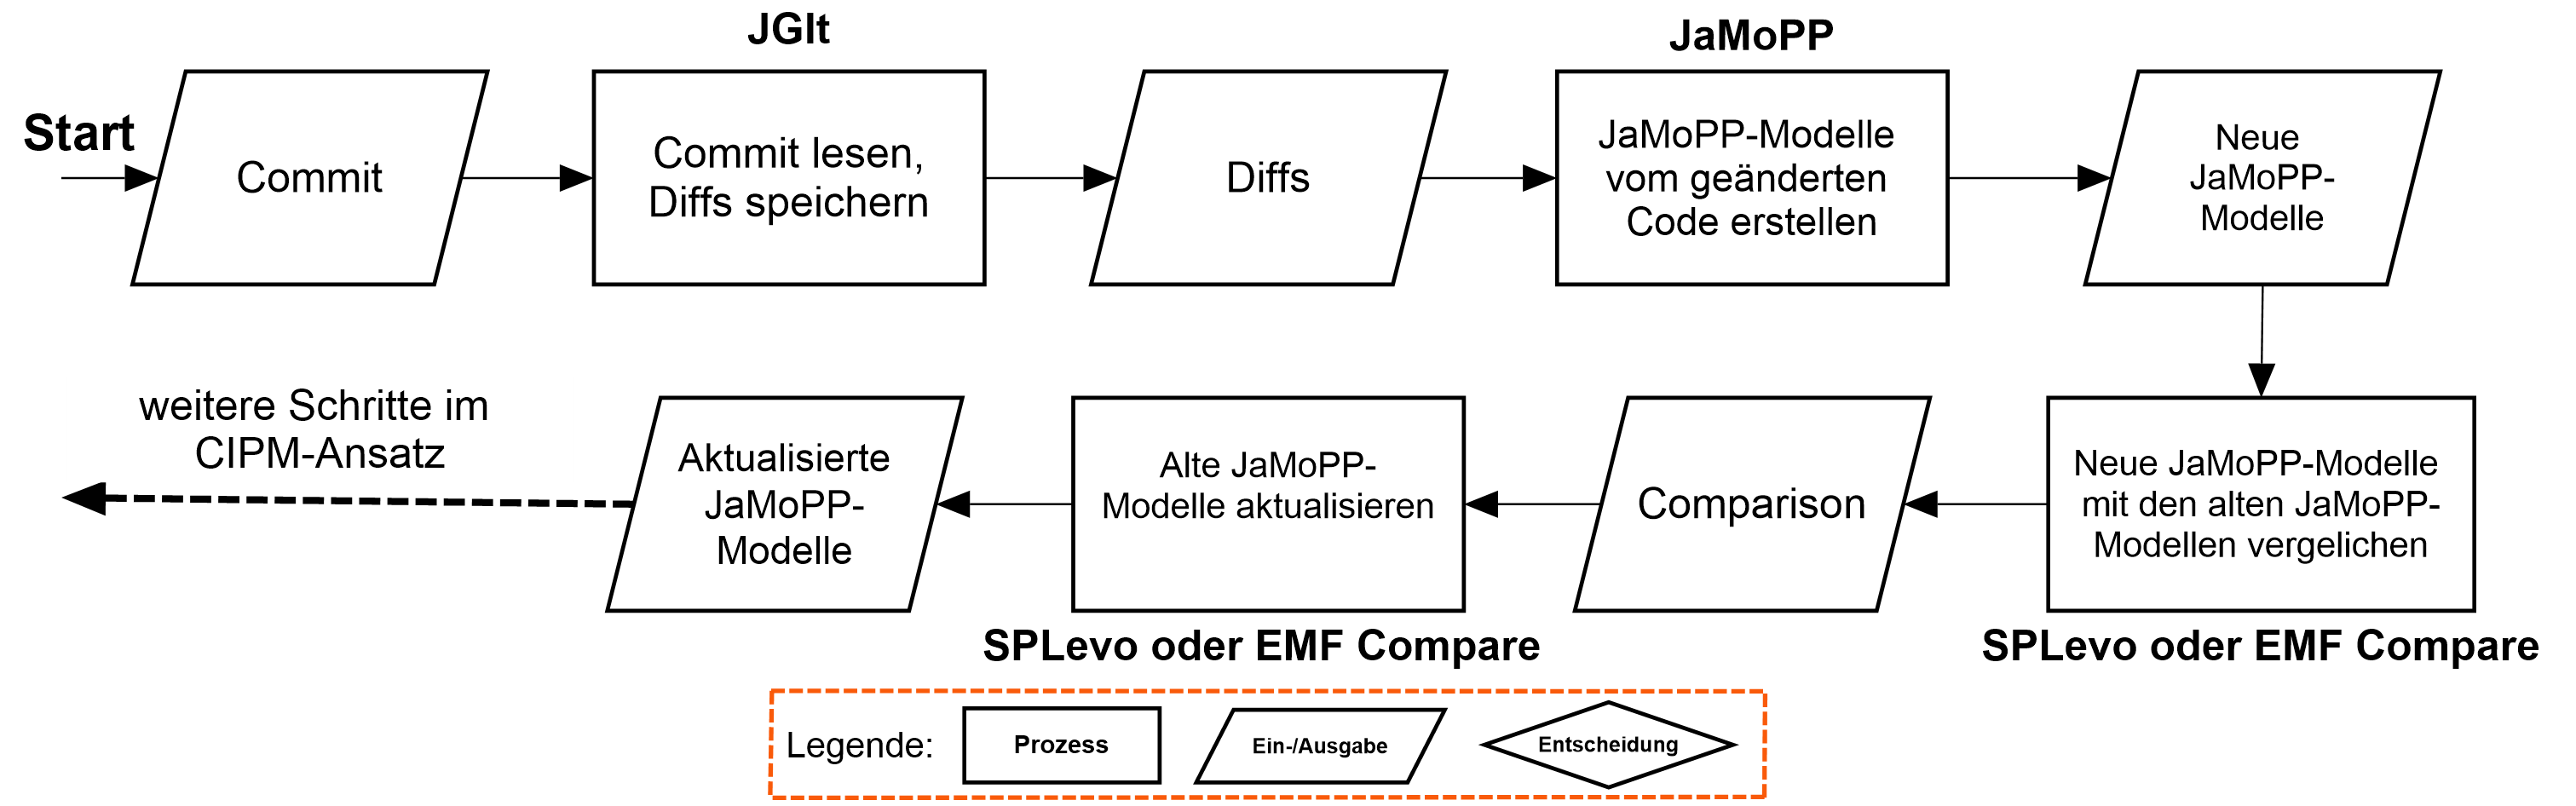 JGIt
JaMoPP
Start
Commit
Commit lesen,
Diffs speichern
Diffs
JaMoPP-Modelle
vom geänderten
Code erstellen
Neue
JaMoPP-
Modelle
weitere Schritte im
CIPM-Ansatz
Aktualisierte
JaMoPP-
Modelle
Alte JaMoPP-
Modelle aktualisieren
Comparison
Neue JaMoPP-Modelle
mit den alten JaMoPP-
Modellen vergelichen
SPLevo oder EMF Compare
SPLevo oder EMF Compare
Legende:
Prozess
Ein-/Ausgabe
Entscheidung